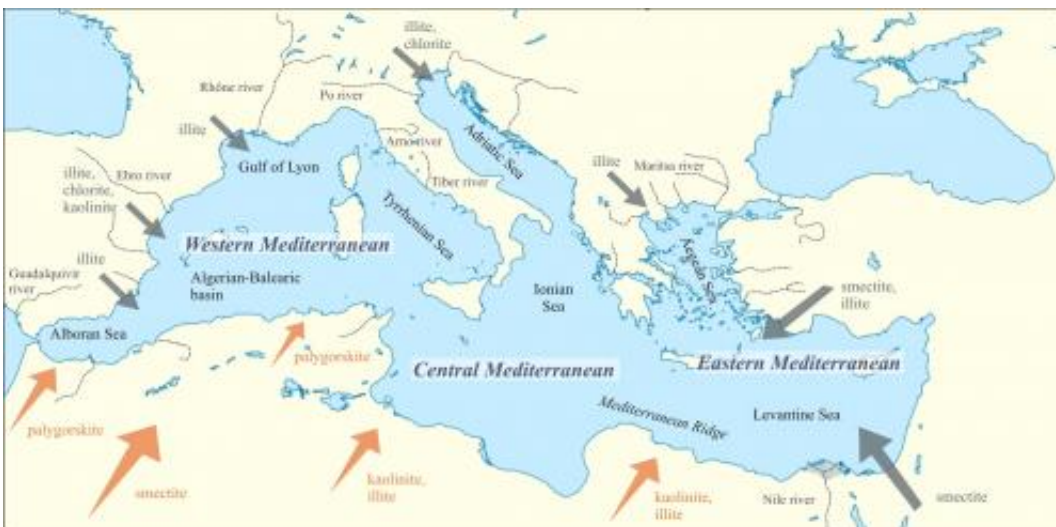 illite,
chlorite
Rhône river
Po river
illite
Arno river
Adriatic Sea
illite
Maritsa river
Gulf of Lyon
illite,
chlorite,
kaolinite
Ebro river
Tiber river
Tyrrhenian Sea
Western Mediterranean
Aegean Sea
illite
Guadalquivir
river
Algerian-Balearic
basin
Ionian
Sea
smectite,
illite
Alboran Sea
palygorskite
Central Mediterranean
Eastern Mediterranean
Mediterranean Ridge
Levantine Sea
palygorskite
smectite
kaolinite,
illite
kaolinite,
illite
Nile river
smectite